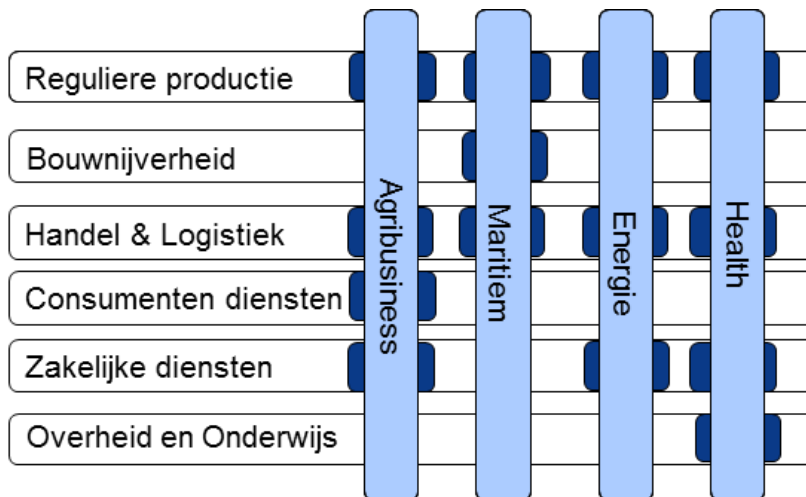 Reguliere productie
Bouwnijverheid
Handel & Logistiek
Consumenten diensten
Zakelijke diensten
Overheid en Onderwijs
Agribusiness
Maritiem
Energie
Health